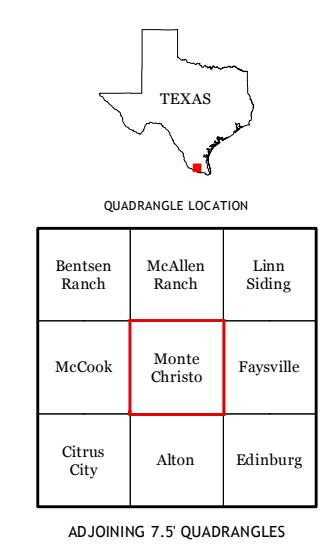 TEXAS
QUADRANGLE LOCATION
Bentsen
Ranch
McAllen
Ranch
Linn
Siding
McCook
Monte
Christo
Faysville
Citrus
City
Alton
Edinburg
ADJOINING 7.5' QUADRANGLES